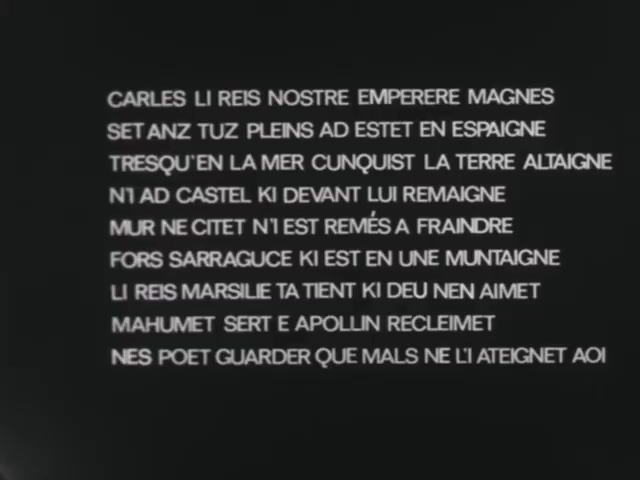 CARLES LI REIS NOSTRE EMPERERE MAGNES
SET ANZ TUZ PLEINS AD ESTET EN ESPAIGNE
TRESQU'EN LA MER CUNQUIST LA TERRE ALTAIGNE
N'I AD CASTEL KI DEVANT LUI REMAIGNE
MUR NE CITET N'I EST REMÉS A FRAINDRE
FORS SARRAGUCE KI EST EN UNE MUNTAIGNE
LI REIS MARSILIE TA TIENT KI DEU NEN AIMET
MAHUMET SERT E APOLLIN RECLEIMET
NES POET GUARDER QUE MALS NE L'I ATEIGNET AOI